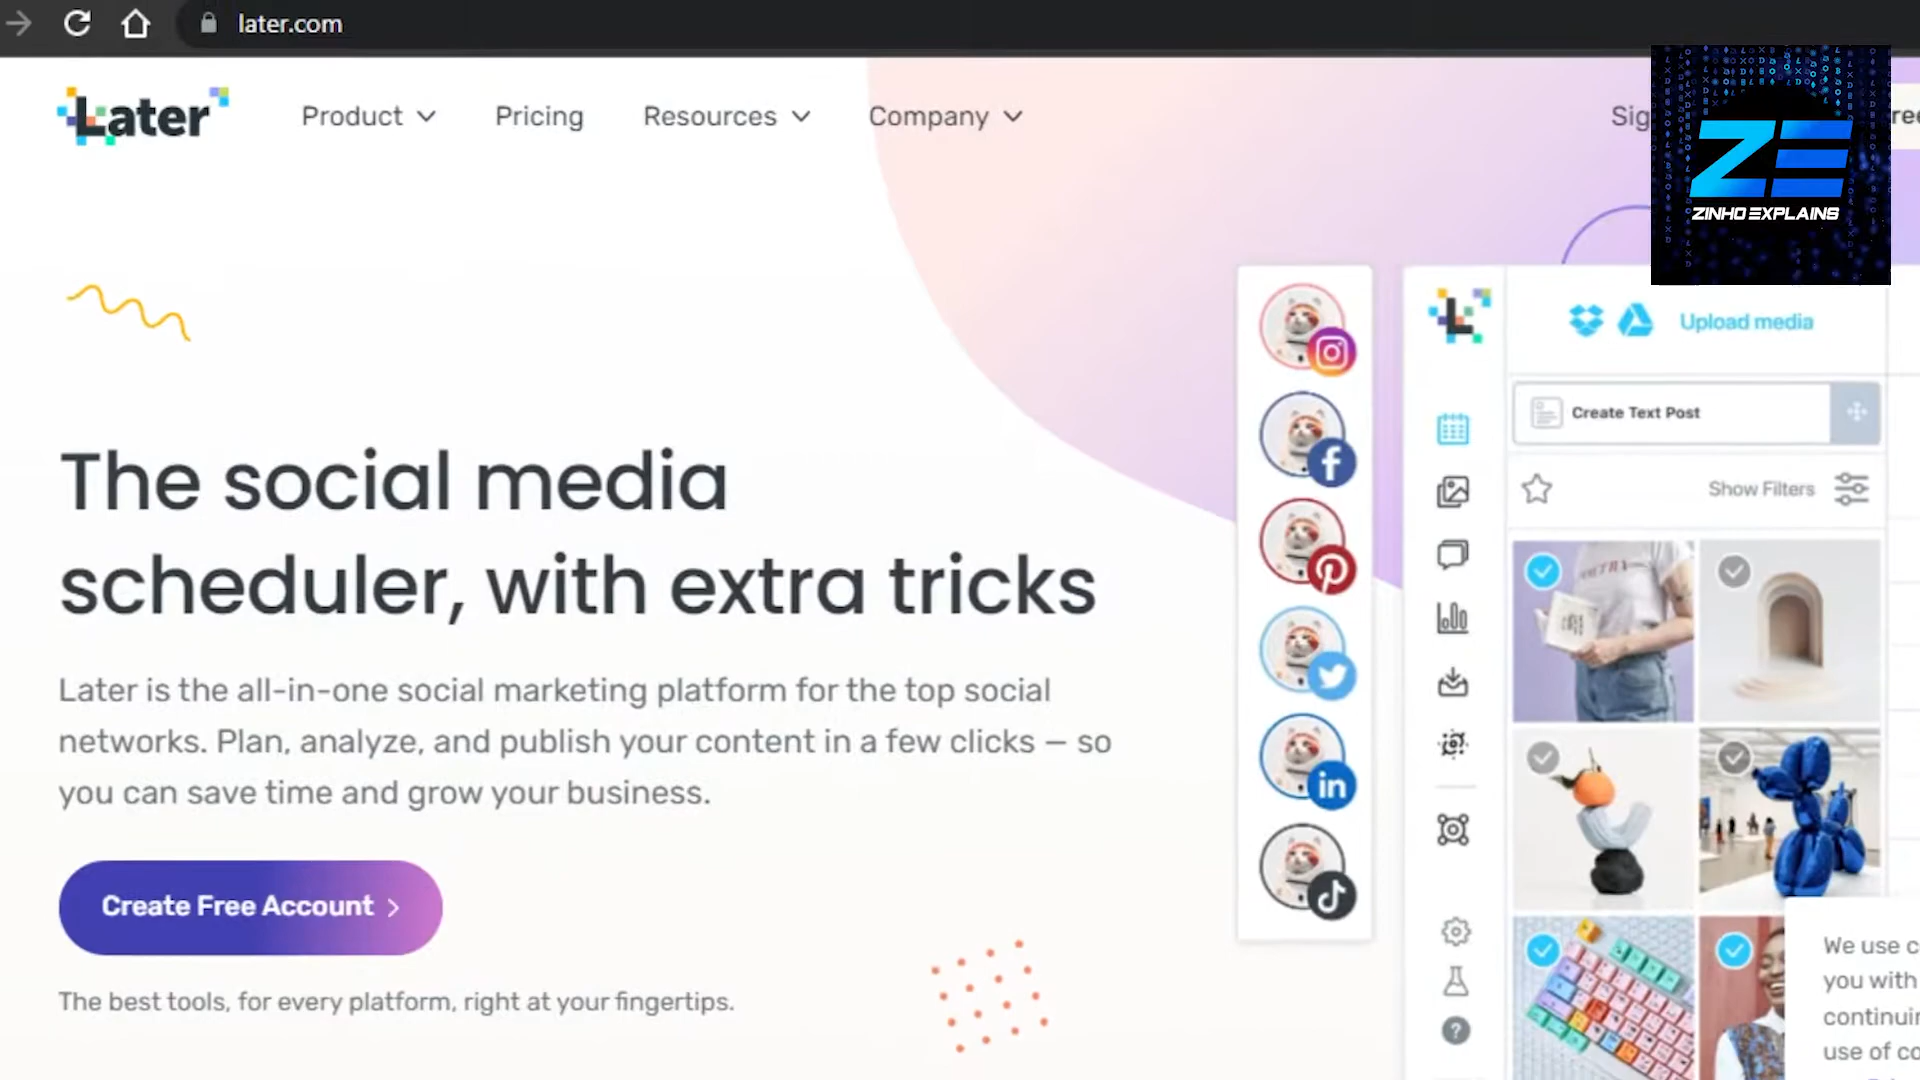 later.com
Later
Product
Pricing
Resources
Company
ZE
ZINHO EXPLAINS
L
Upload media
Create Text Post
Show Filters
The social media
scheduler, with extra tricks
Later is the all-in-one social marketing platform for the top social
networks. Plan, analyze, and publish your content in a few clicks — so
you can save time and grow your business.
Create Free Account
The best tools, for every platform, right at your fingertips.
We use
you with
use of